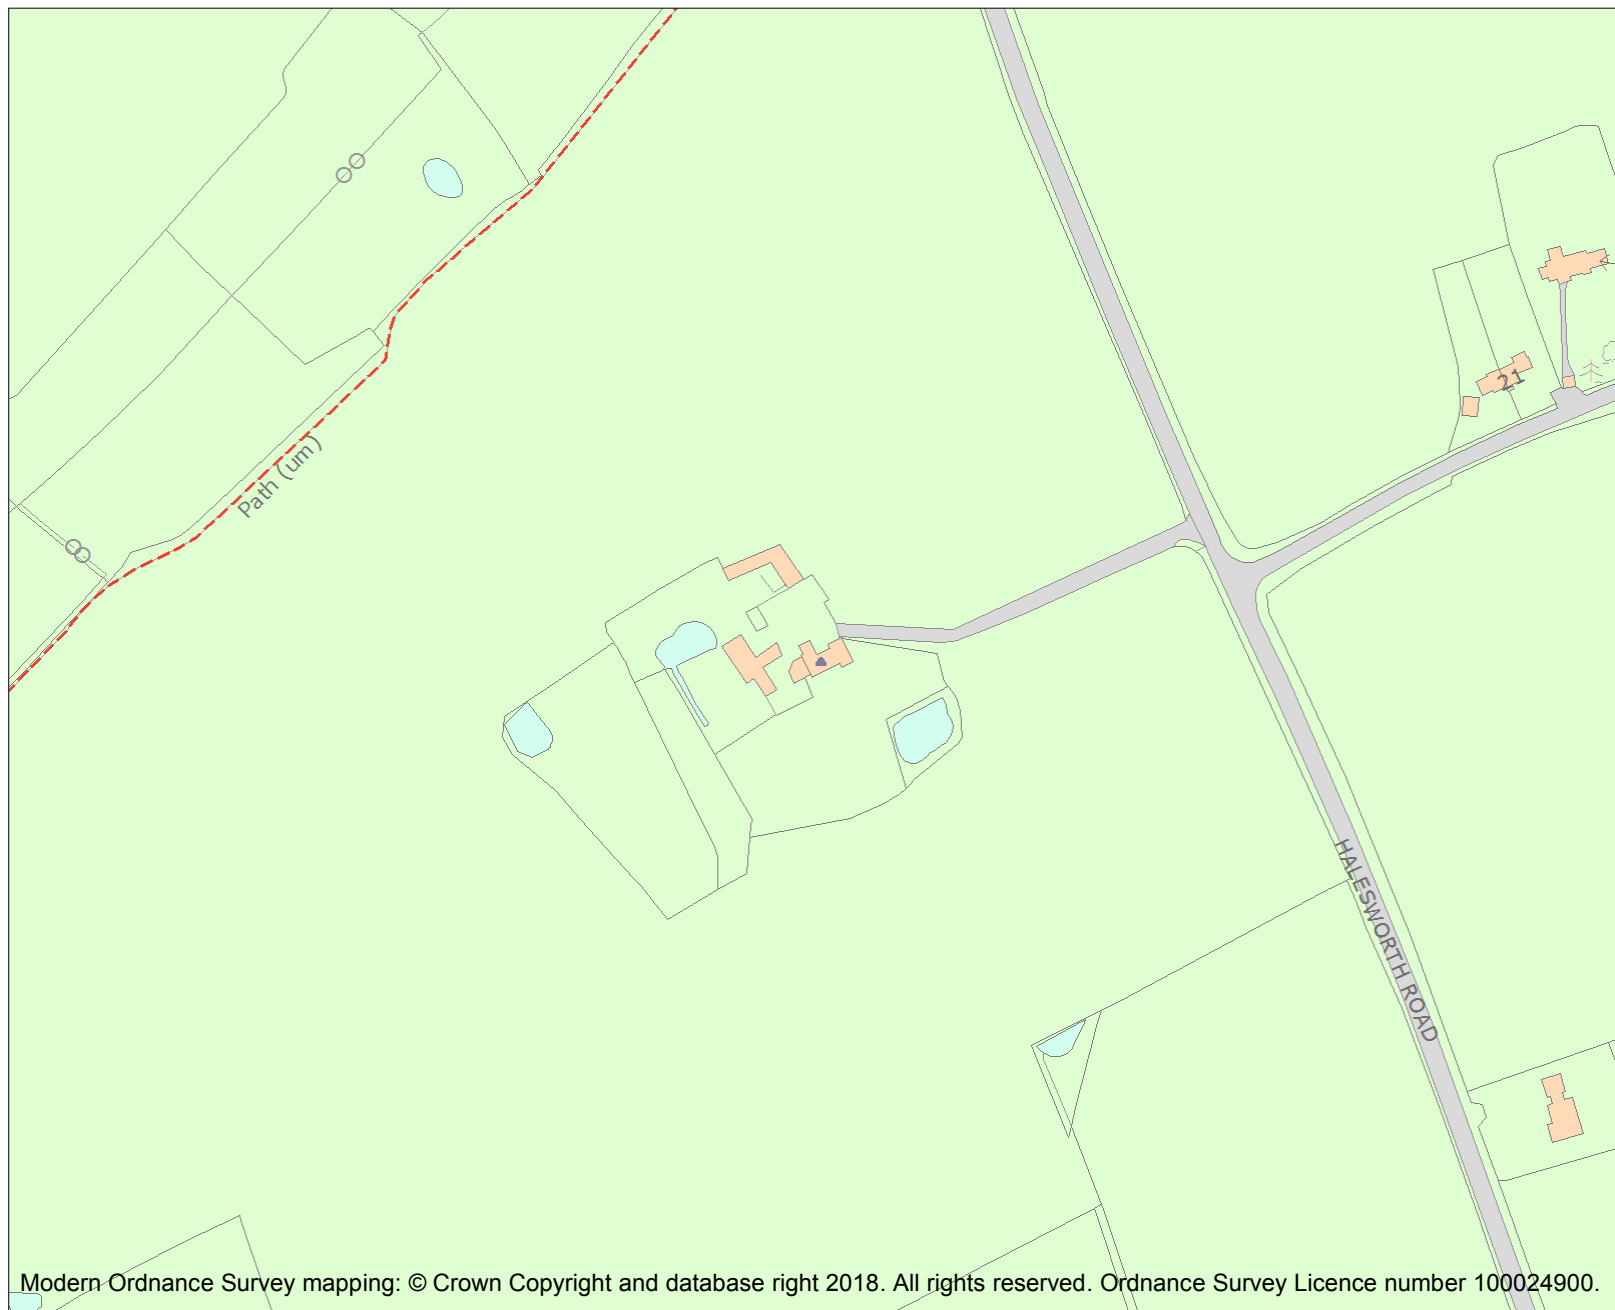 21
Path (um)
HALESWORTH ROAD
Modern Ordnance Survey mapping: © Crown Copyright and database right 2018. All rights reserved. Ordnance Survey Licence number 100024900.